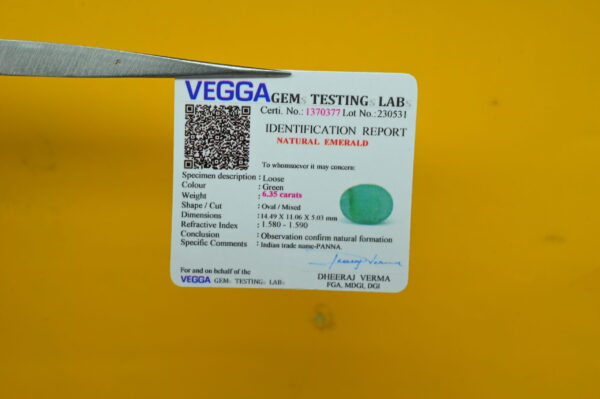 VEGGA GEMs TESTINGs LABs
Certi. No.: 1370377 Lot No.: 230531
IDENTIFICATION REPORT
NATURAL EMERALD
To whomsoever it may concern:
Specimen description : Loose
Colour : Green
Weight : 6.35 carats
Shape / Cut : Oval / Mixed
Dimensions : 14.49 X 11.06 X 5.03 mm
Refractive Index : 1.580 - 1.590
Conclusion : Observation confirm natural formation
Specific Comments : Indian trade name-PANNA.
For and on behalf of the
VEGGA GEMs TESTINGs LABs
DHEERAJ VERMA
FGA, MDGI, DGI